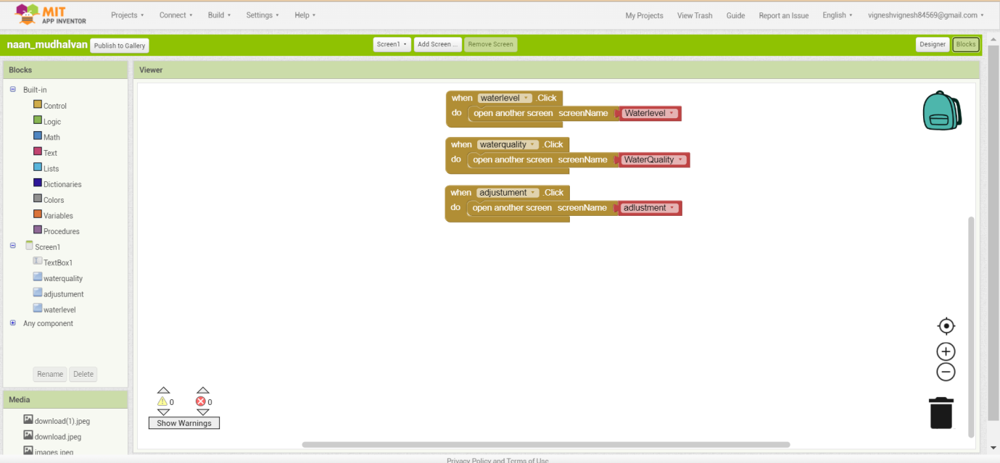 MIT
APP INVENTOR
Projects Connect Build Settings Help My Projects View Trash Guide Report an Issue English vigneshvignesh84569@gmail.com
naan_mudhalvan Publish to Gallery Screen1 Add Screen ... Remove Screen Designer Blocks
Blocks
Built-in
Control
Logic
Math
Text
Lists
Dictionaries
Colors
Variables
Procedures
Screen1
TextBox1
waterquality
adjustument
waterlevel
Any component
Rename Delete
Media
download(1).jpeg
download.jpeg
images.jpeg
Viewer
when waterlevel .Click
do open another screen screenName Waterlevel
when waterquality .Click
do open another screen screenName WaterQuality
when adjustument .Click
do open another screen screenName adlustment
0 0
Show Warnings
Privacy Policy and Terms of Use